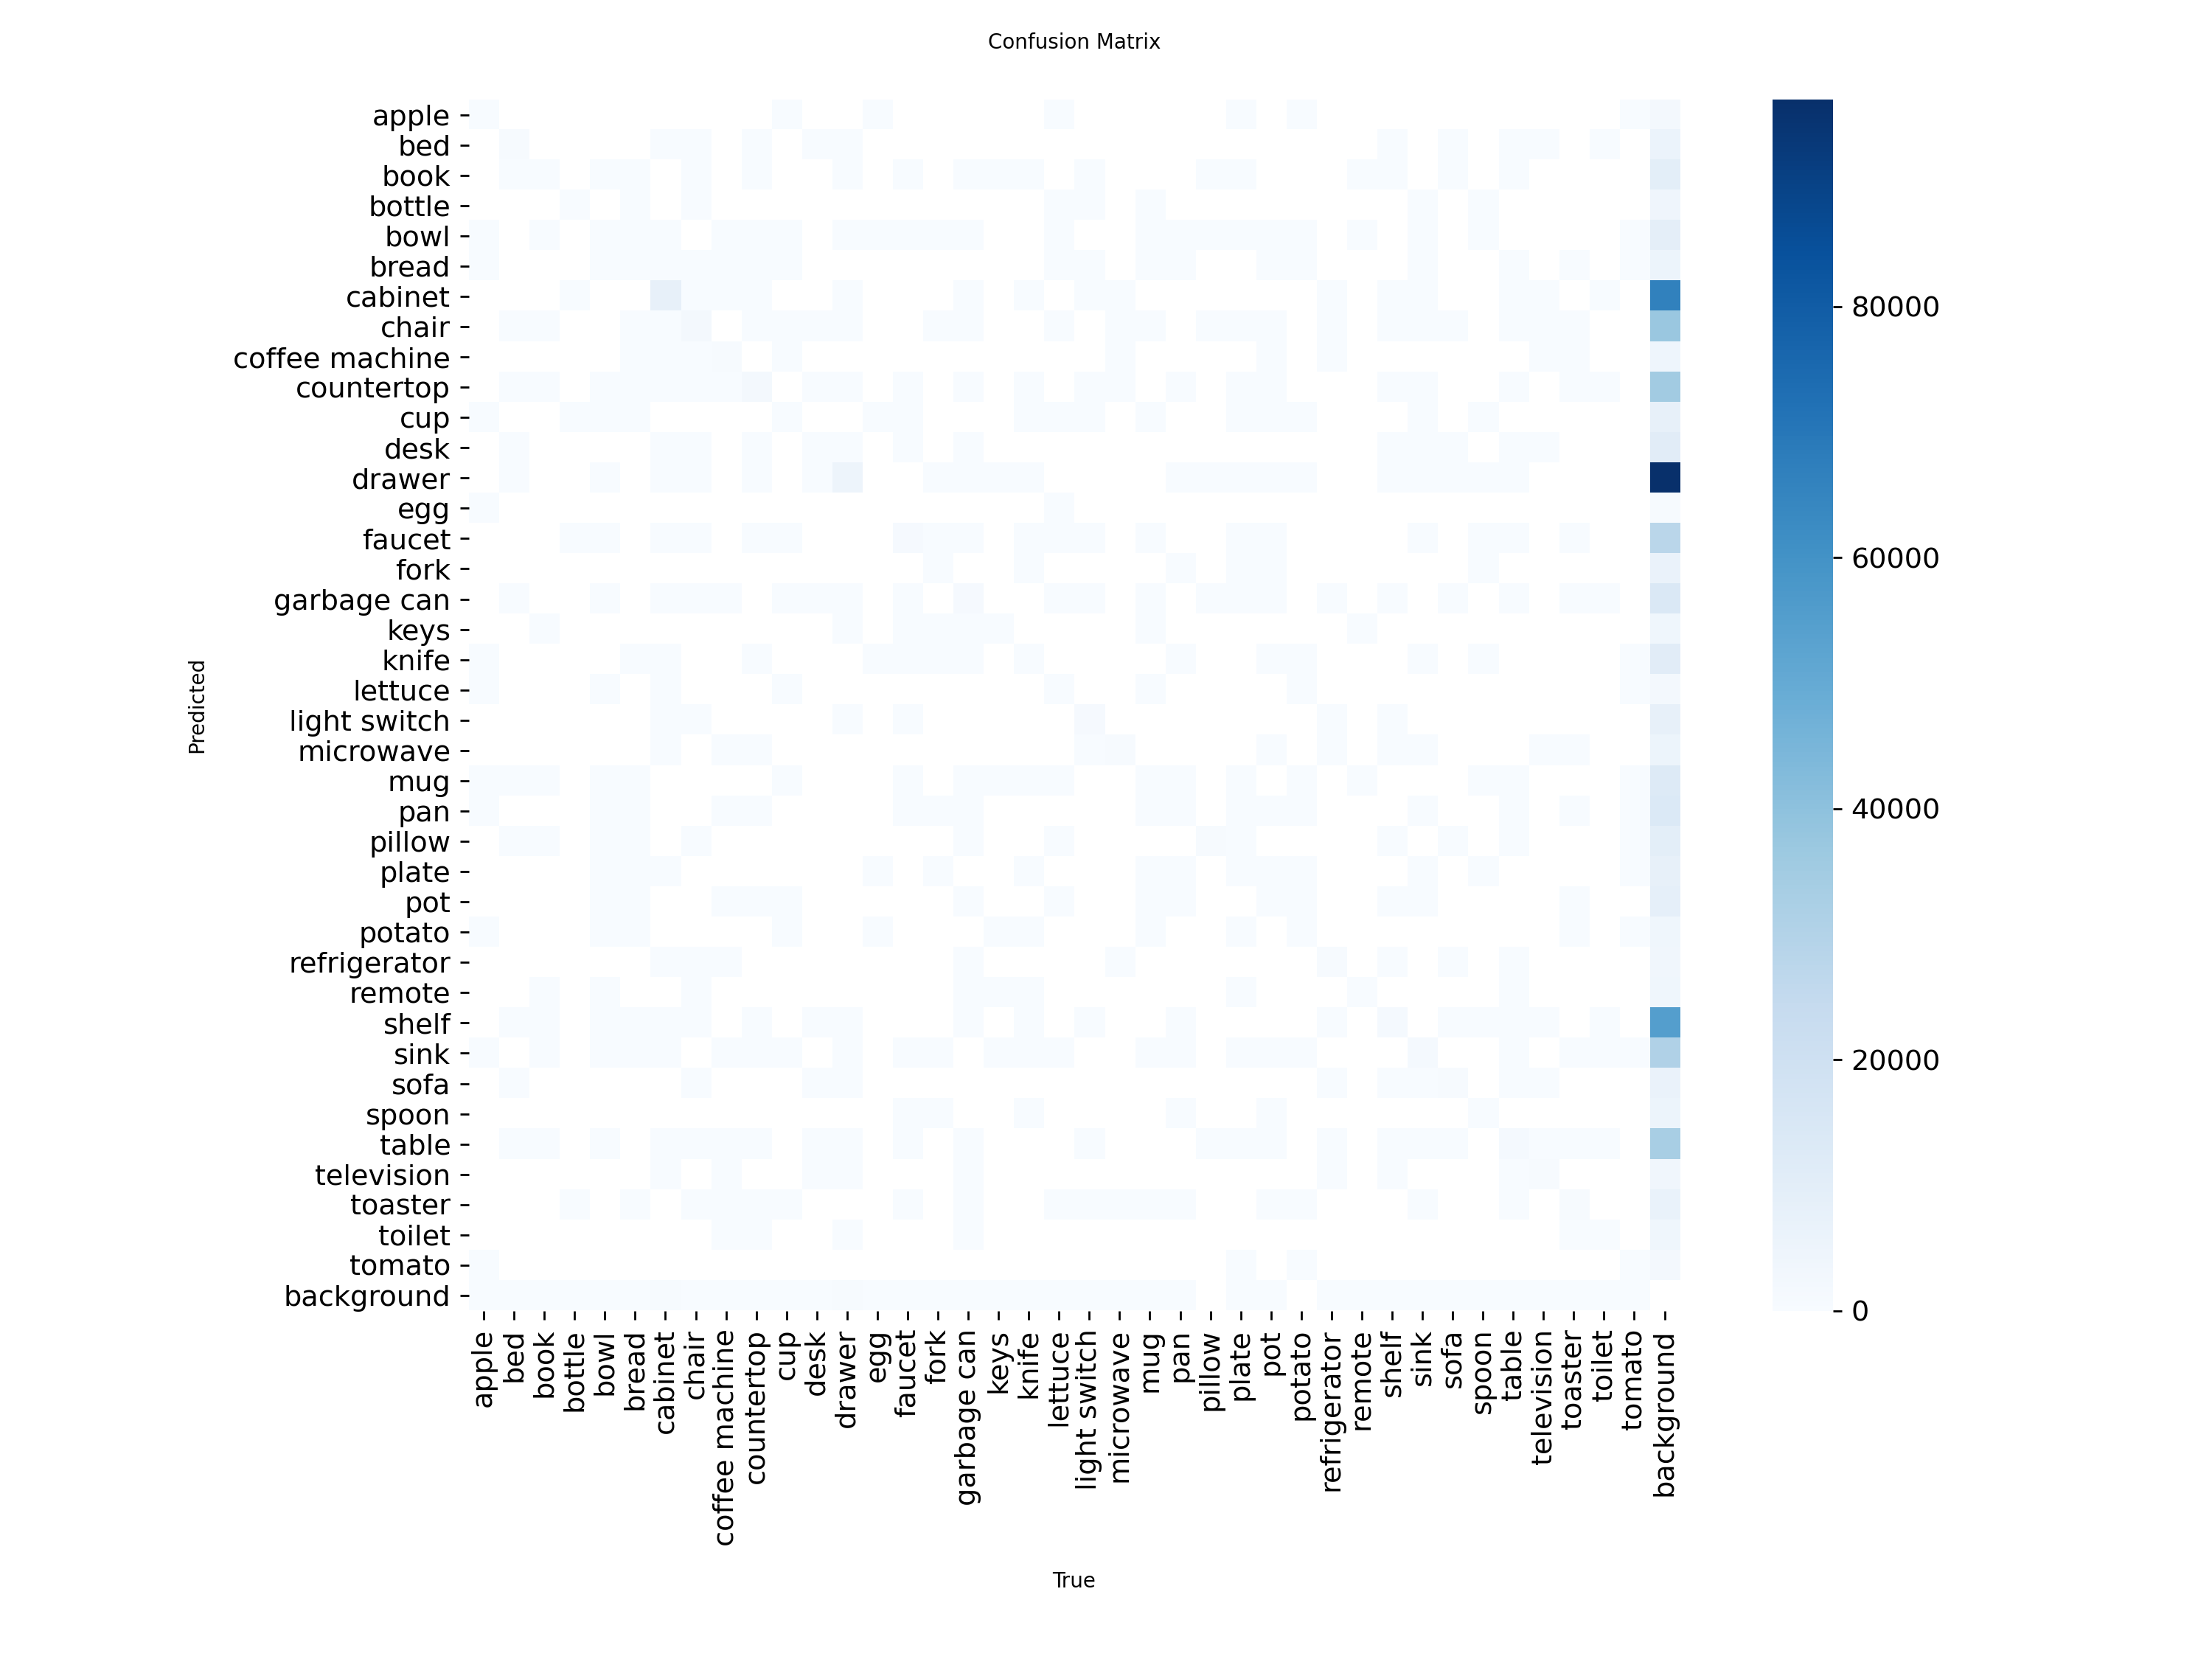 Confusion Matrix
apple
bed
book
bottle
bowl
bread
cabinet
chair
coffee machine
countertop
cup
desk
drawer
egg
faucet
fork
garbage can
keys
knife
lettuce
light switch
microwave
mug
pan
pillow
plate
pot
potato
refrigerator
remote
shelf
sink
sofa
spoon
table
television
toaster
toilet
tomato
background
Predicted
apple
bed
book
bottle
bowl
bread
cabinet
chair
coffee machine
countertop
cup
desk
drawer
egg
faucet
fork
garbage can
keys
knife
lettuce
light switch
microwave
mug
pan
pillow
plate
pot
potato
refrigerator
remote
shelf
sink
sofa
spoon
table
television
toaster
toilet
tomato
background
True
80000
60000
40000
20000
0